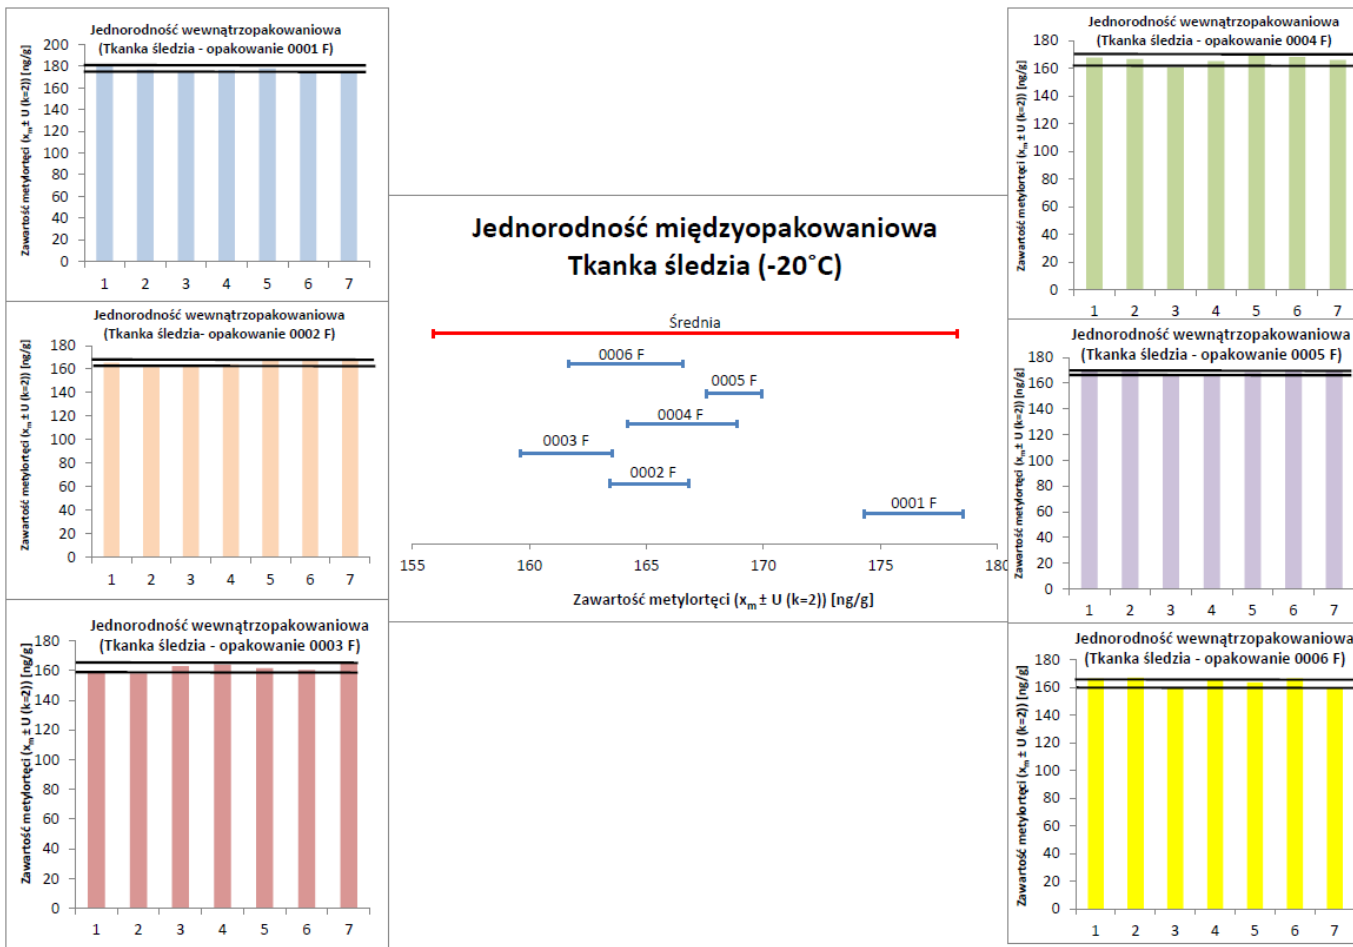 Jednorodność wewnątrzopakowaniowa
(Tkanka śledzia - opakowanie 0001 F)
Zawartość metylortęci (xₘ ± U (k=2)) [ng/g]
200
180
160
140
120
100
80
60
40
20
0
1 2 3 4 5 6 7
Jednorodność wewnątrzopakowaniowa
(Tkanka śledzia- opakowanie 0002 F)
Zawartość metylortęci (xₘ ± U (k=2)) [ng/g]
180
160
140
120
100
80
60
40
20
0
1 2 3 4 5 6 7
Jednorodność wewnątrzopakowaniowa
(Tkanka śledzia - opakowanie 0003 F)
Zawartość metylortęci (xₘ ± U (k=2)) [ng/g]
180
160
140
120
100
80
60
40
20
0
1 2 3 4 5 6 7
Jednorodność międzyopakowaniowa
Tkanka śledzia (-20°C)
Średnia
0006 F
0005 F
0004 F
0003 F
0002 F
0001 F
155 160 165 170 175 180
Zawartość metylortęci (xₘ ± U (k=2)) [ng/g]
Jednorodność wewnątrzopakowaniowa
(Tkanka śledzia - opakowanie 0004 F)
Zawartość metylortęci (xₘ ± U (k=2)) [ng/g]
180
160
140
120
100
80
60
40
20
0
1 2 3 4 5 6 7
Jednorodność wewnątrzopakowaniowa
(Tkanka śledzia - opakowanie 0005 F)
Zawartość metylortęci (xₘ ± U (k=2)) [ng/g]
180
160
140
120
100
80
60
40
20
0
1 2 3 4 5 6 7
Jednorodność wewnątrzopakowaniowa
(Tkanka śledzia - opakowanie 0006 F)
Zawartość metylortęci (xₘ ± U (k=2)) [ng/g]
180
160
140
120
100
80
60
40
20
0
1 2 3 4 5 6 7